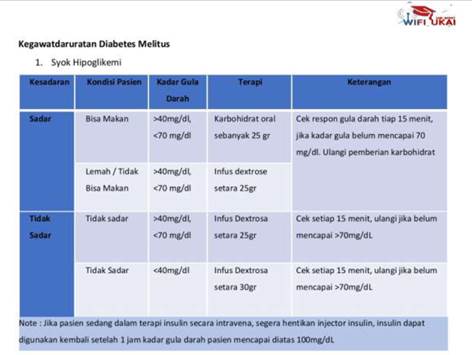 WIFI UKAI
Kegawatdaruratan Diabetes Melitus
1. Syok Hipoglikemi
Kesadaran Kondisi Pasien Kadar Gula Darah Terapi Keterangan
Sadar Bisa Makan >40mg/dl, Karbohidrat oral Cek respon gula darah tiap 15 menit,
<70 mg/dl sebanyak 25 gr jika kadar gula belum mencapai 70
mg/dl. Ulangi pemberian karbohidrat
Lemah / Tidak >40mg/dl, Infus dextrose
Bisa Makan <70 mg/dl setara 25gr
Tidak Tidak sadar >40mg/dl, Infus Dextrosa Cek setiap 15 menit, ulangi jika belum
Sadar <70 mg/dl setara 25gr mencapai >70mg/dL
Tidak Sadar <40mg/dl Infus Dextrosa Cek setiap 15 menit, ulangi jika belum
setara 30gr mencapai >70mg/dL
Note : Jika pasien sedang dalam terapi insulin secara intravena, segera hentikan injector insulin, insulin dapat
digunakan kembali setelah 1 jam kadar gula darah pasien mencapai diatas 100mg/dL